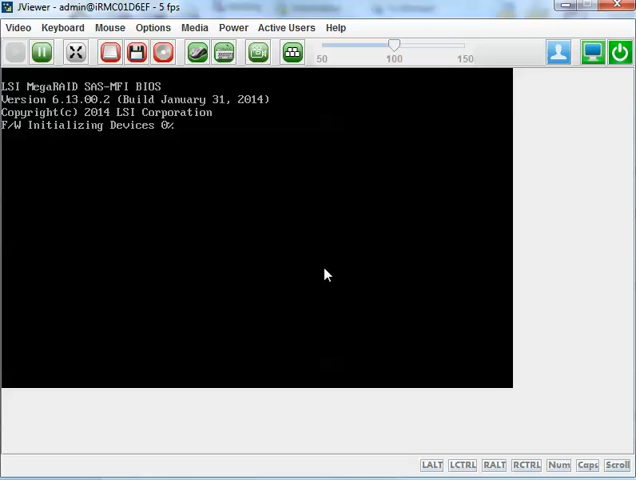 JViewer - admin@iRMC01D6EF - 5 fps
Video Keyboard Mouse Options Media Power Active Users Help
50 100 150
LSI MegaRAID SAS-MFI BIOS
Version 6.13.00.2 (Build January 31, 2014)
Copyright(c) 2014 LSI Corporation
F/W Initializing Devices 0%
LALT LCTRL RALT RCTRL Num Caps Scroll